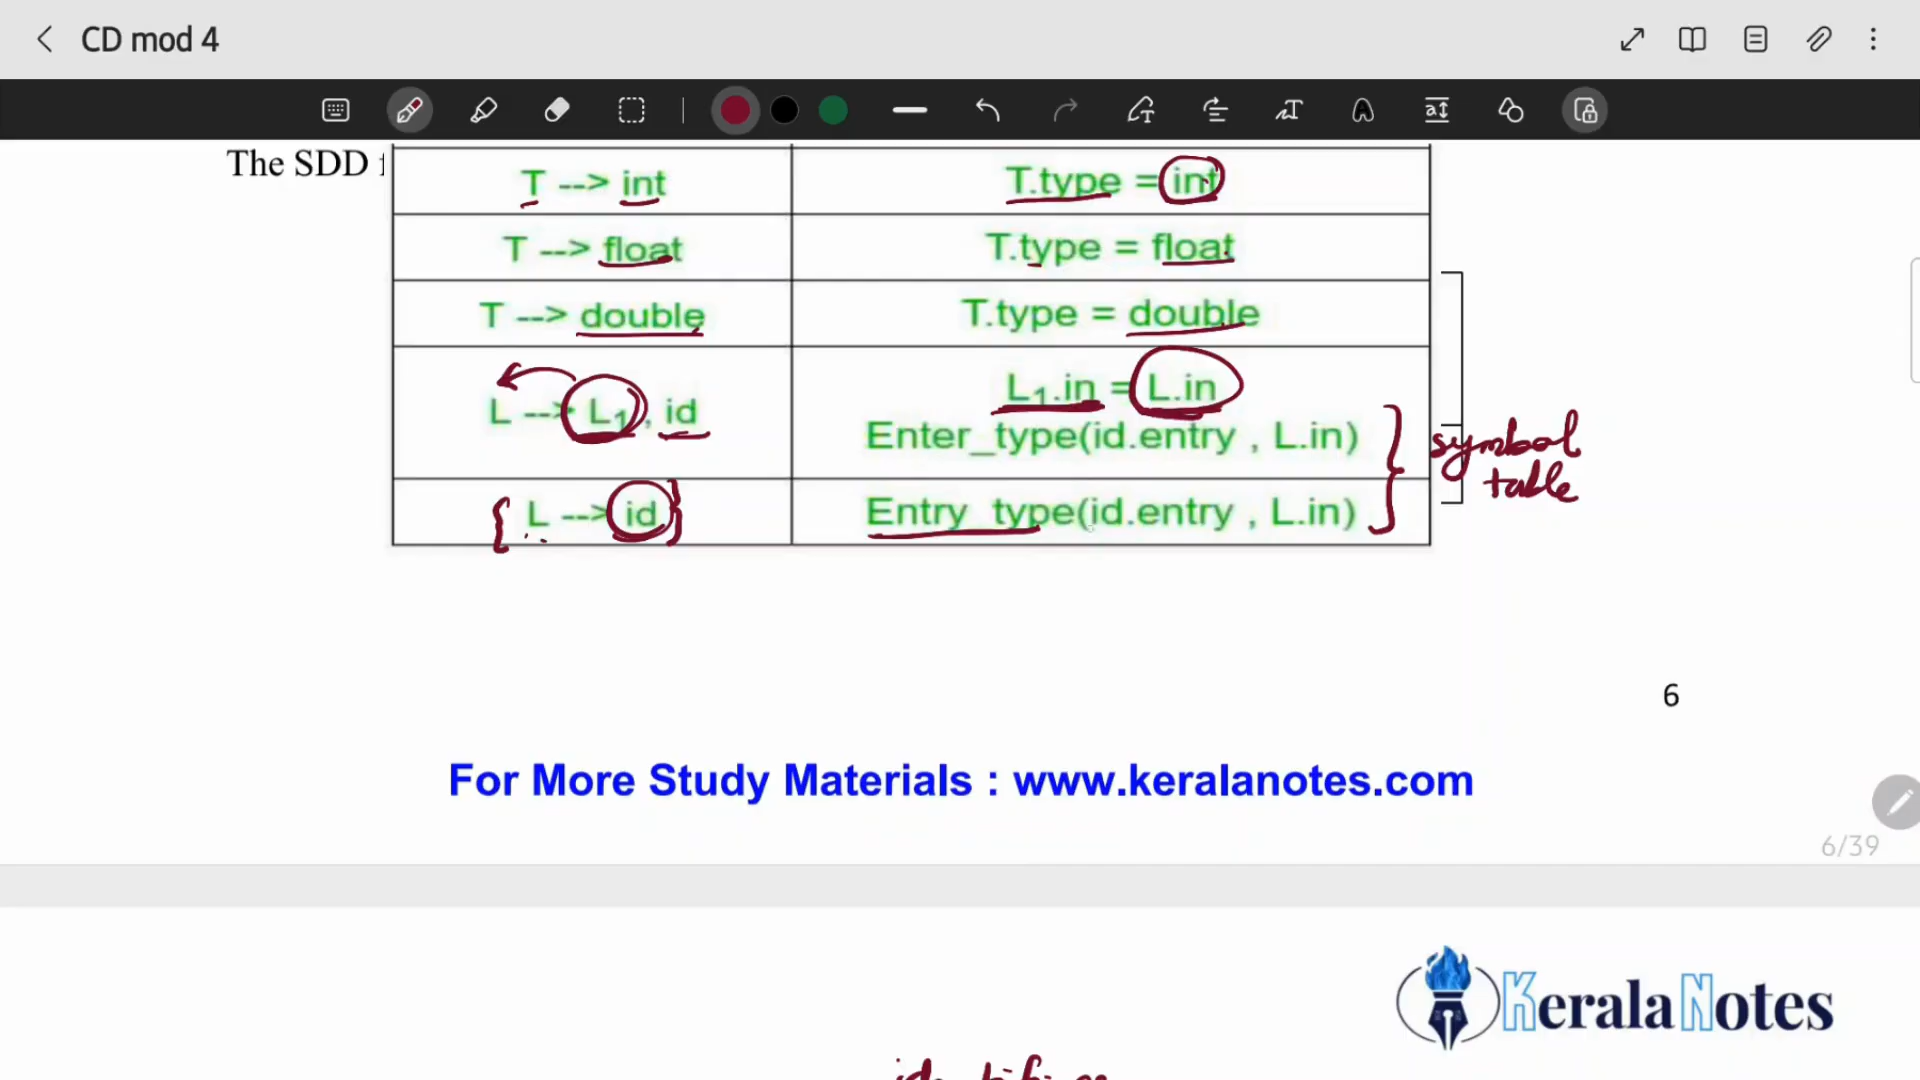 CD mod 4
The SDD f
T --> int T.type = int
T --> float T.type = float
T --> double T.type = double
L --> L₁ , id L₁.in = L.in
Enter_type(id.entry , L.in)
symbol
table
L --> id Entry_type(id.entry , L.in)
6
For More Study Materials : www.keralanotes.com
6/39
KeralaNotes